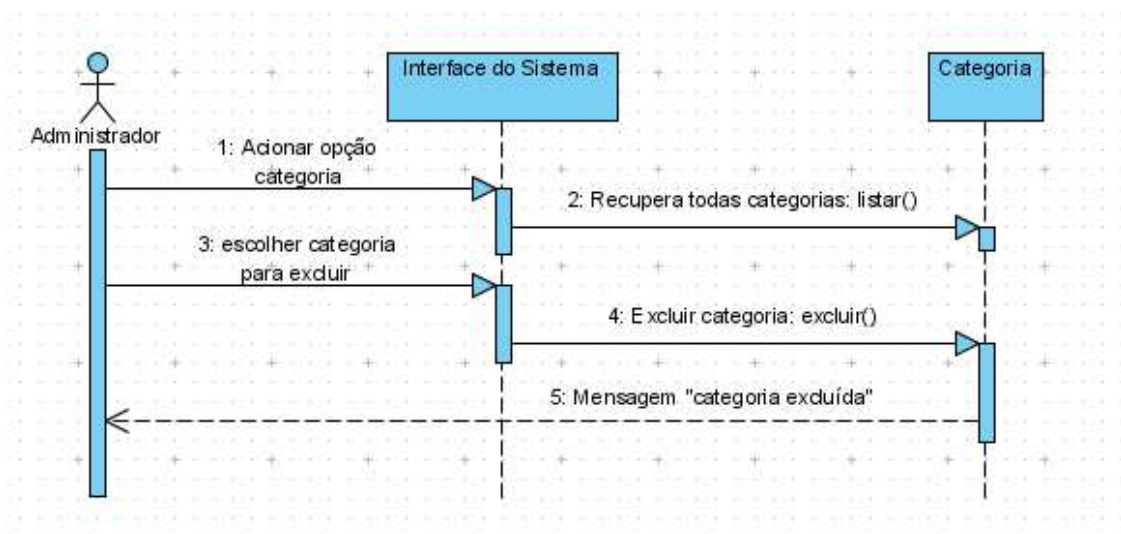 Interface do Sistema
Categoria
Administrador
1: Acionar opção
categoria
2: Recupera todas categorias: listar()
3: escolher categoria
para excluir
4: Excluir categoria: excluir()
5: Mensagem "categoria excluída"